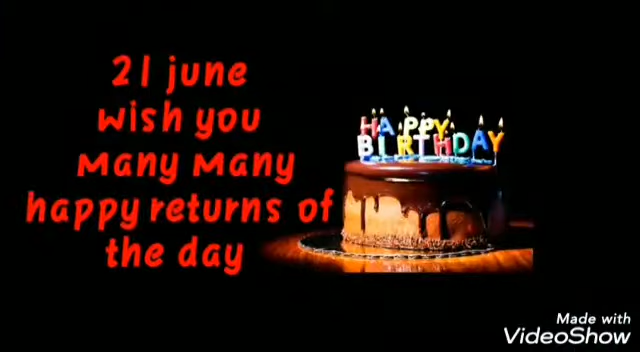 21 june
wish you
many many
happy returns of
the day
HAPPY
BIRTHDAY
Made with
VideoShow